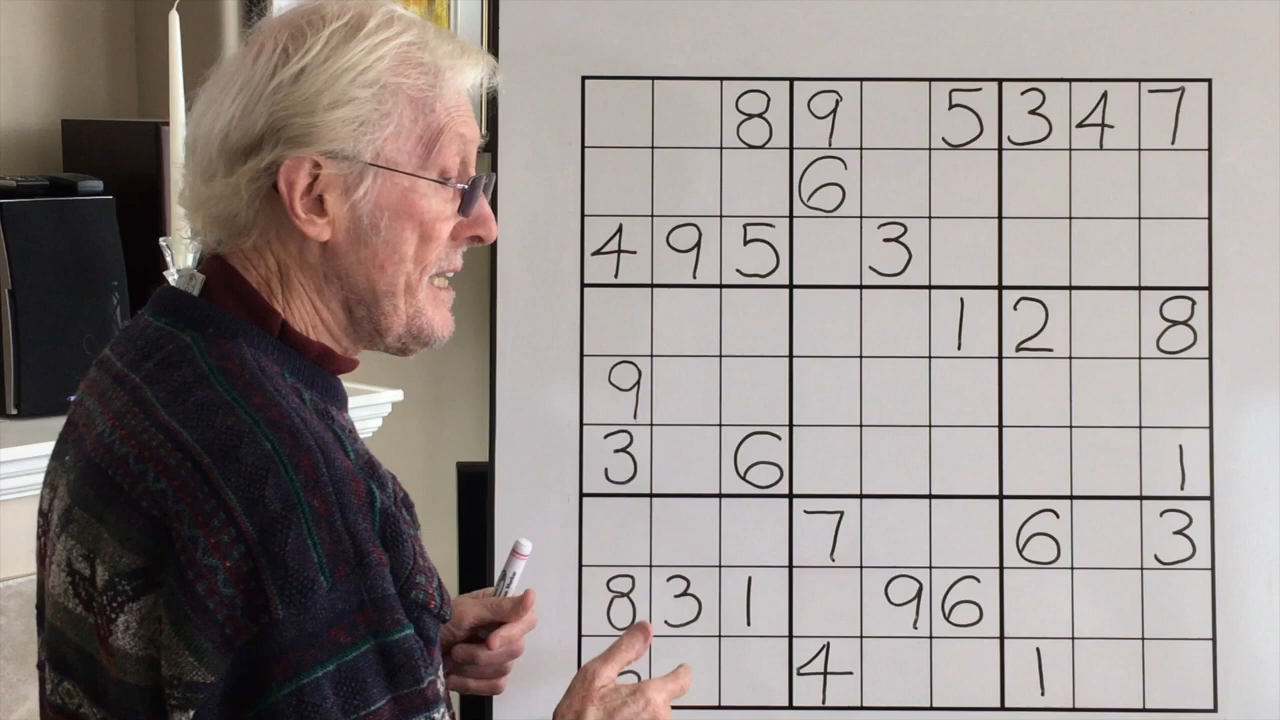 8 9 5 3 4 7
6
4 9 5 3
1 2 8
9
3 6 1
7 6 3
8 3 1 9 6
4 1